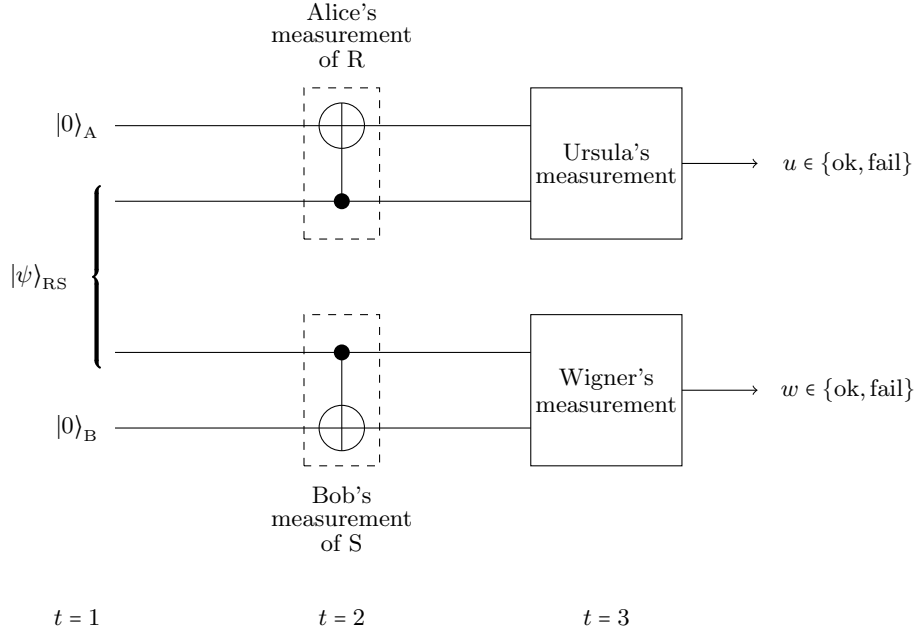 Alice's
measurement
of R
|0⟩_A
Ursula's
measurement
u ∈ {ok, fail}
|ψ⟩_RS
Wigner's
measurement
w ∈ {ok, fail}
|0⟩_B
Bob's
measurement
of S
t = 1
t = 2
t = 3